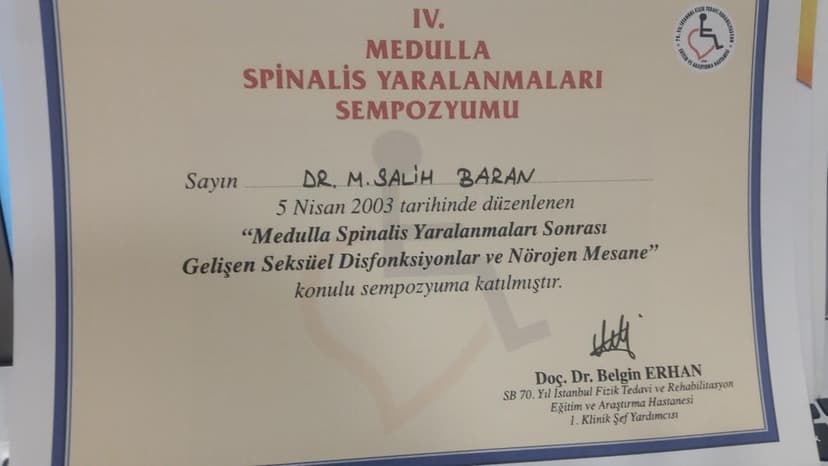 IV.
MEDULLA
SPİNALİS YARALANMALARI
SEMPOZYUMU
Sayın DR. M. SALİH BARAN
5 Nisan 2003 tarihinde düzenlenen
“Medulla Spinalis Yaralanmaları Sonrası
Gelişen Seksüel Disfonksiyonlar ve Nörojen Mesane”
konulu sempozyuma katılmıştır.
Doç. Dr. Belgin ERHAN
SB 70. Yıl İstanbul Fizik Tedavi ve Rehabilitasyon
Eğitim ve Araştırma Hastanesi
1. Klinik Şef Yardımcısı